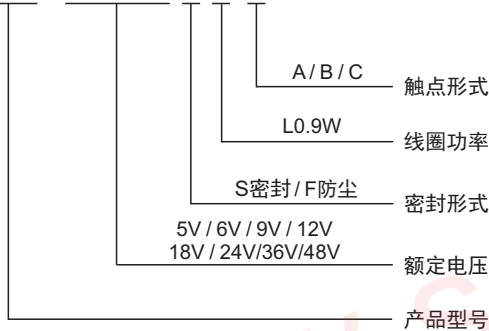 A / B / C
触点形式
L0.9W
线圈功率
S密封 / F防尘
密封形式
5V / 6V / 9V / 12V
18V / 24V/36V/48V
额定电压
产品型号